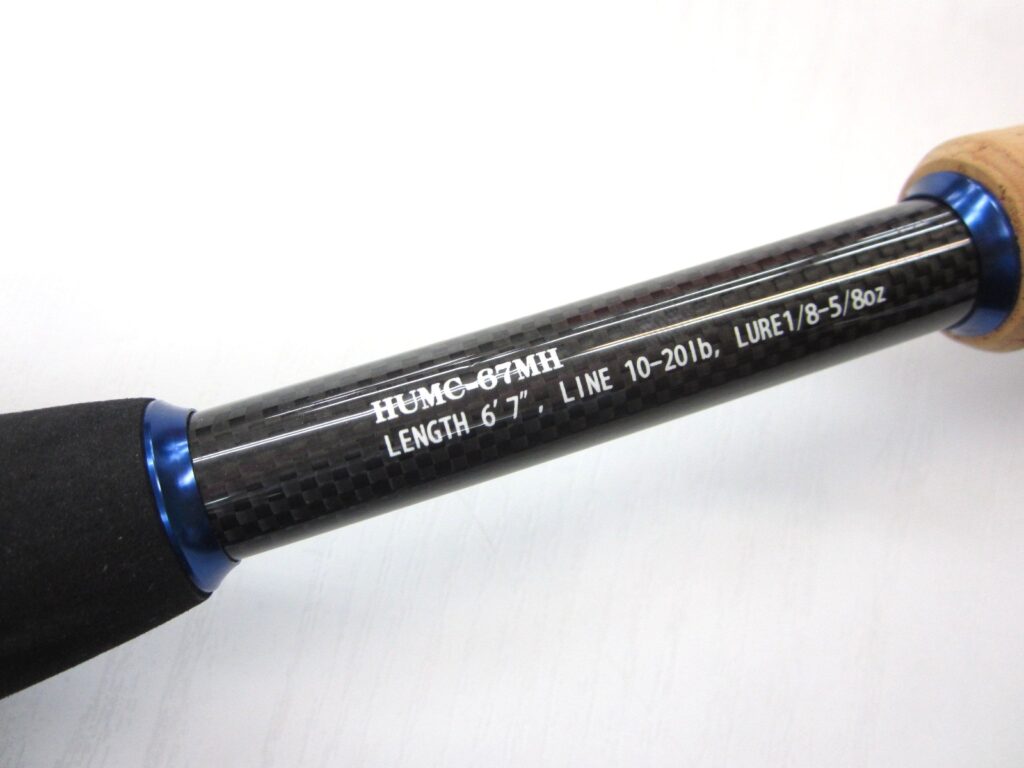 HUMC-67MH
LENGTH 6'7", LINE 10-20lb, LURE1/8-5/8oz